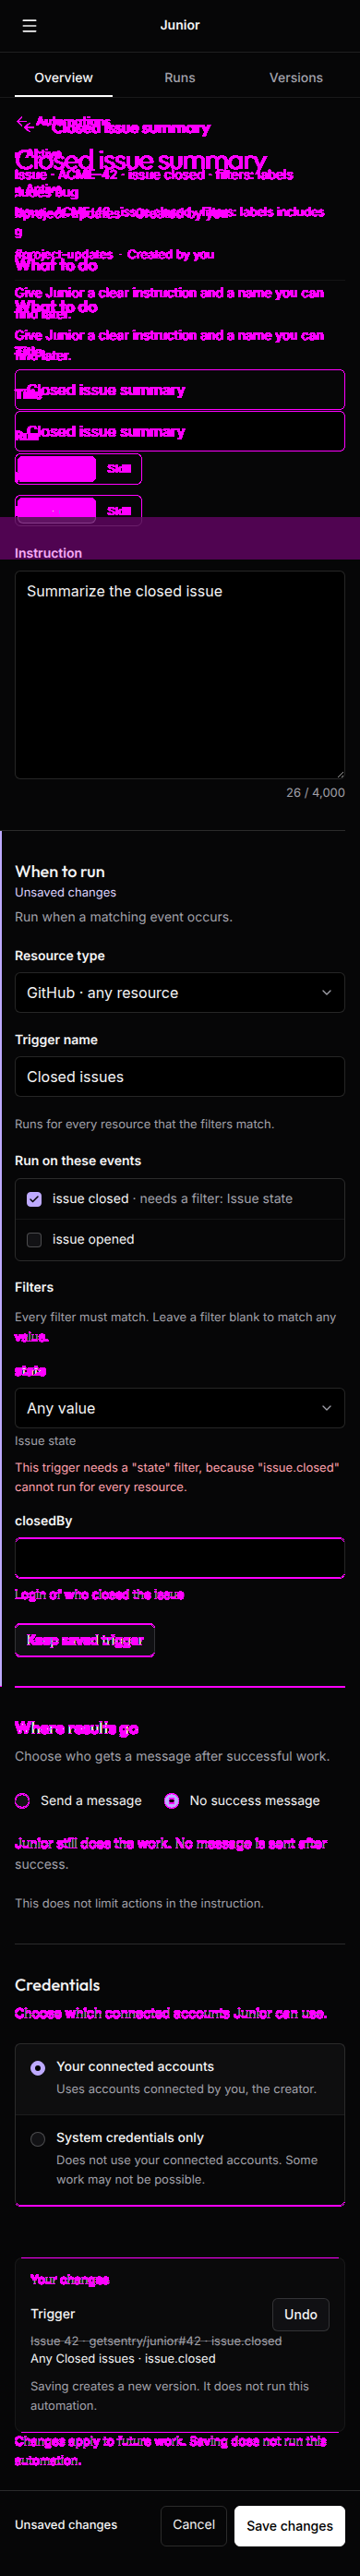 Junior
Overview
Runs
Versions
Closed issue summary
Closed issue summary
What to do
Give Junior a clear instruction and a name you can
What to do
Give Junior a clear instruction and a name you can
Closed issue summary
Closed issue summary
Skill
Skill
Instruction
Summarize the closed issue
26 / 4,000
When to run
Unsaved changes
Run when a matching event occurs.
Resource type
GitHub · any resource
Trigger name
Closed issues
Runs for every resource that the filters match.
Run on these events
issue closed · needs a filter: Issue state
issue opened
Filters
Every filter must match. Leave a filter blank to match any
value.
state
Any value
Issue state
This trigger needs a "state" filter, because "issue.closed"
cannot run for every resource.
closedBy
Login of who closed the issue
Keep saved trigger
Where results go
Choose who gets a message after successful work.
Send a message
No success message
Junior still does the work. No message is sent after
success.
This does not limit actions in the instruction.
Credentials
Choose which connected accounts Junior can use.
Your connected accounts
Uses accounts connected by you, the creator.
System credentials only
Does not use your connected accounts. Some
work may not be possible.
Your changes
Trigger
Undo
Issue 42 · getsentry/junior#42 · issue.closed
Any Closed issues · issue.closed
Saving creates a new version. It does not run this
automation.
Changes apply to future work. Saving does not run this
automation.
Unsaved changes
Cancel
Save changes